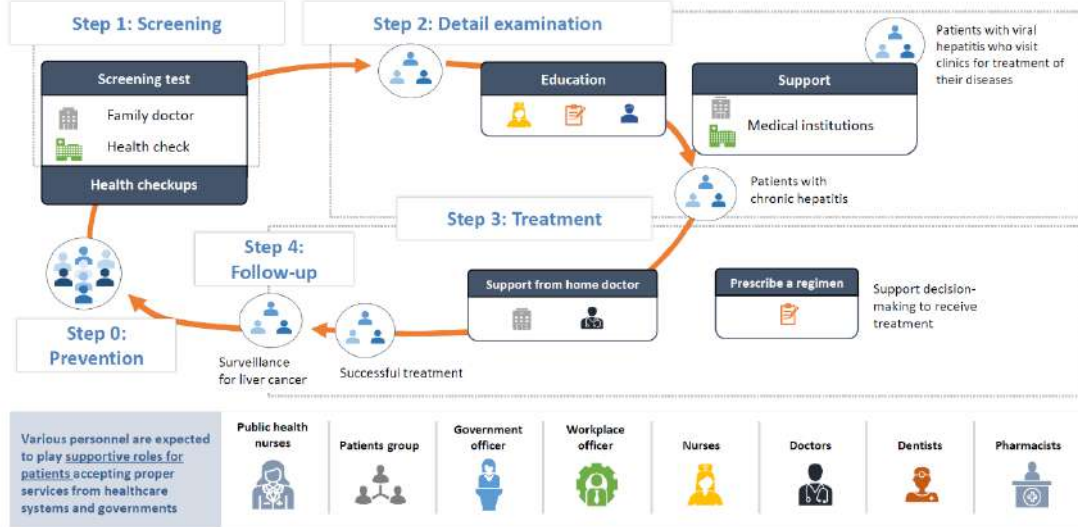 Step 1: Screening
Screening test
Family doctor
Health check
Health checkups
Step 2: Detail examination
Education
Support
Medical institutions
Patients with viral
hepatitis who visit
clinics for treatment of
their diseases
Patients with
chronic hepatitis
Step 3: Treatment
Support from home doctor
Prescribe a regimen
Support decision-
making to receive
treatment
Step 4:
Follow-up
Successful treatment
Surveillance
for liver cancer
Step 0:
Prevention
Various personnel are expected
to play supportive roles for
patients accepting proper
services from healthcare
systems and governments
Public health
nurses
Patients group
Government
officer
Workplace
officer
Nurses
Doctors
Dentists
Pharmacists